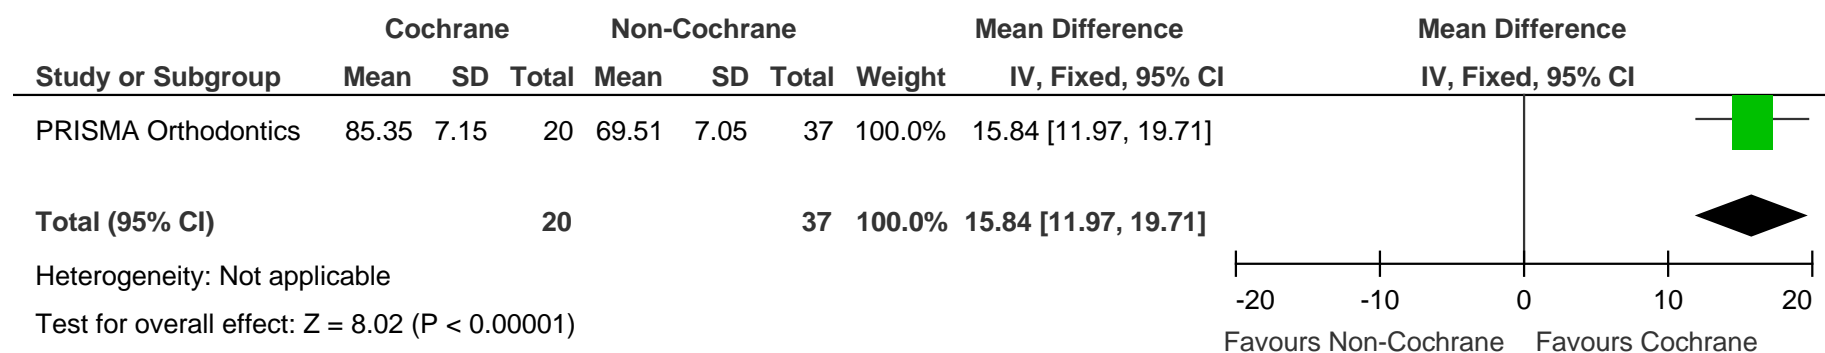 Cochrane Non-Cochrane Mean Difference Mean Difference
Study or Subgroup Mean SD Total Mean SD Total Weight IV, Fixed, 95% CI IV, Fixed, 95% CI
PRISMA Orthodontics 85.35 7.15 20 69.51 7.05 37 100.0% 15.84 [11.97, 19.71]
Total (95% CI) 20 37 100.0% 15.84 [11.97, 19.71]
Heterogeneity: Not applicable
Test for overall effect: Z = 8.02 (P < 0.00001)
-20 -10 0 10 20
Favours Non-Cochrane Favours Cochrane